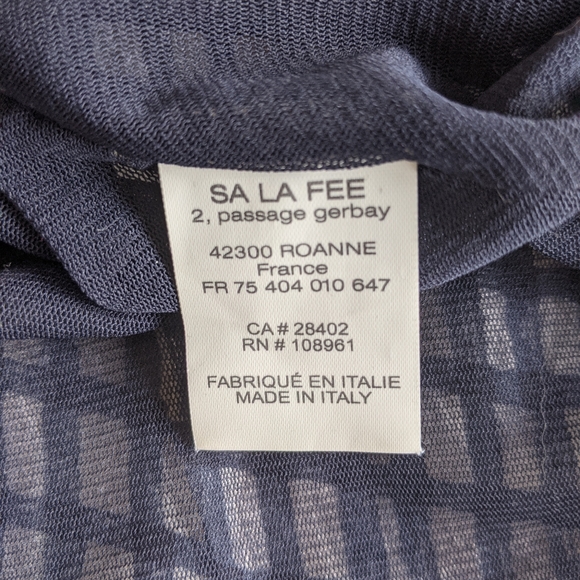 SA LA FEE
2, passage gerbay
42300 ROANNE
France
FR 75 404 010 647
CA # 28402
RN # 108961
FABRIQUÉ EN ITALIE
MADE IN ITALY